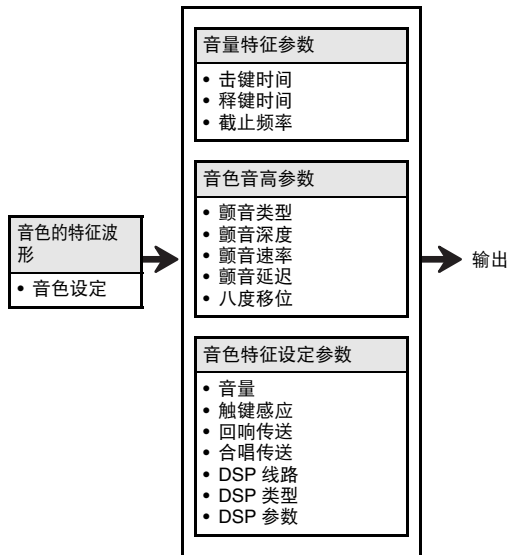 音量特征参数
• 击键时间
• 释键时间
• 截止频率
音色音高参数
• 颤音类型
• 颤音深度
• 颤音速率
• 颤音延迟
• 八度移位
音色的特征波
形
• 音色设定
输出
音色特征设定参数
• 音量
• 触键感应
• 回响传送
• 合唱传送
• DSP 线路
• DSP 类型
• DSP 参数